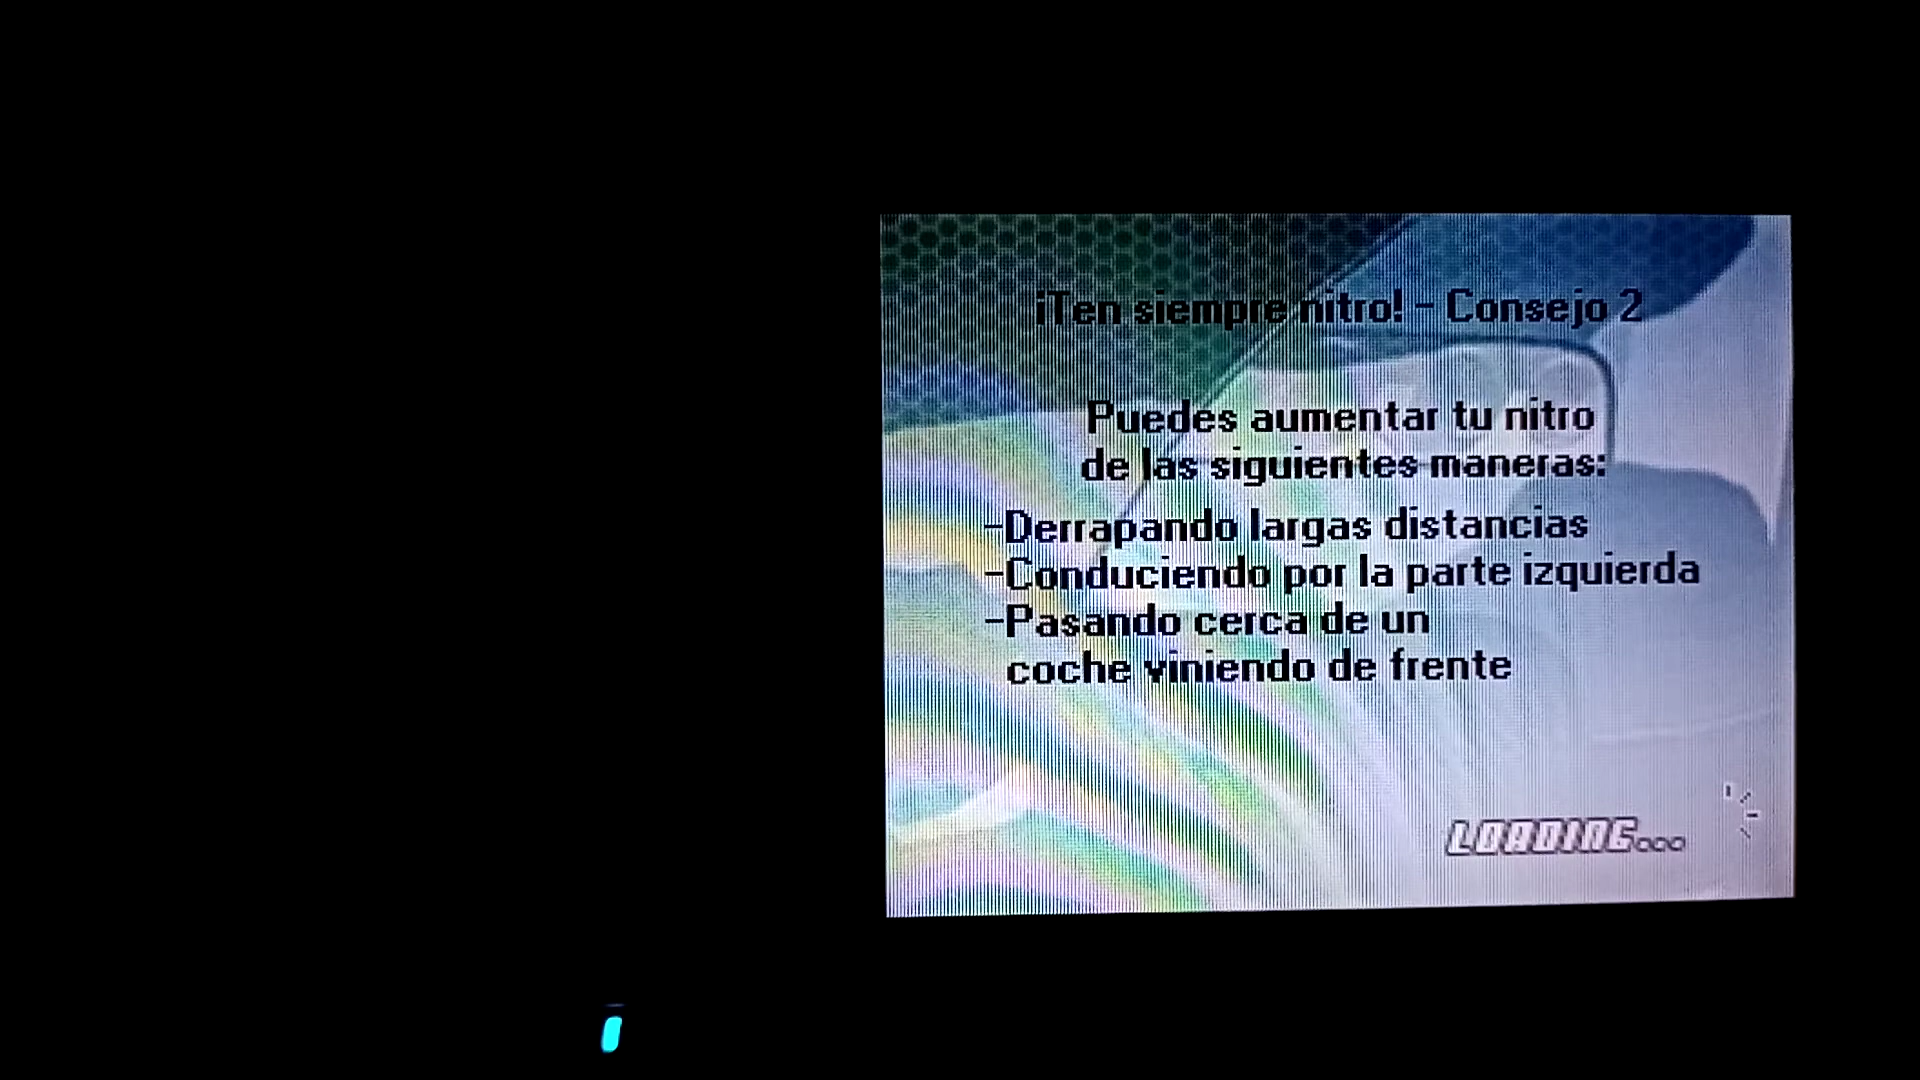 ¡Ten siempre nitro! - Consejo 2
Puedes aumentar tu nitro
de las siguientes maneras:
-Derrapando largas distancias
-Conduciendo por la parte izquierda
-Pasando cerca de un
coche viniendo de frente
LOADING...